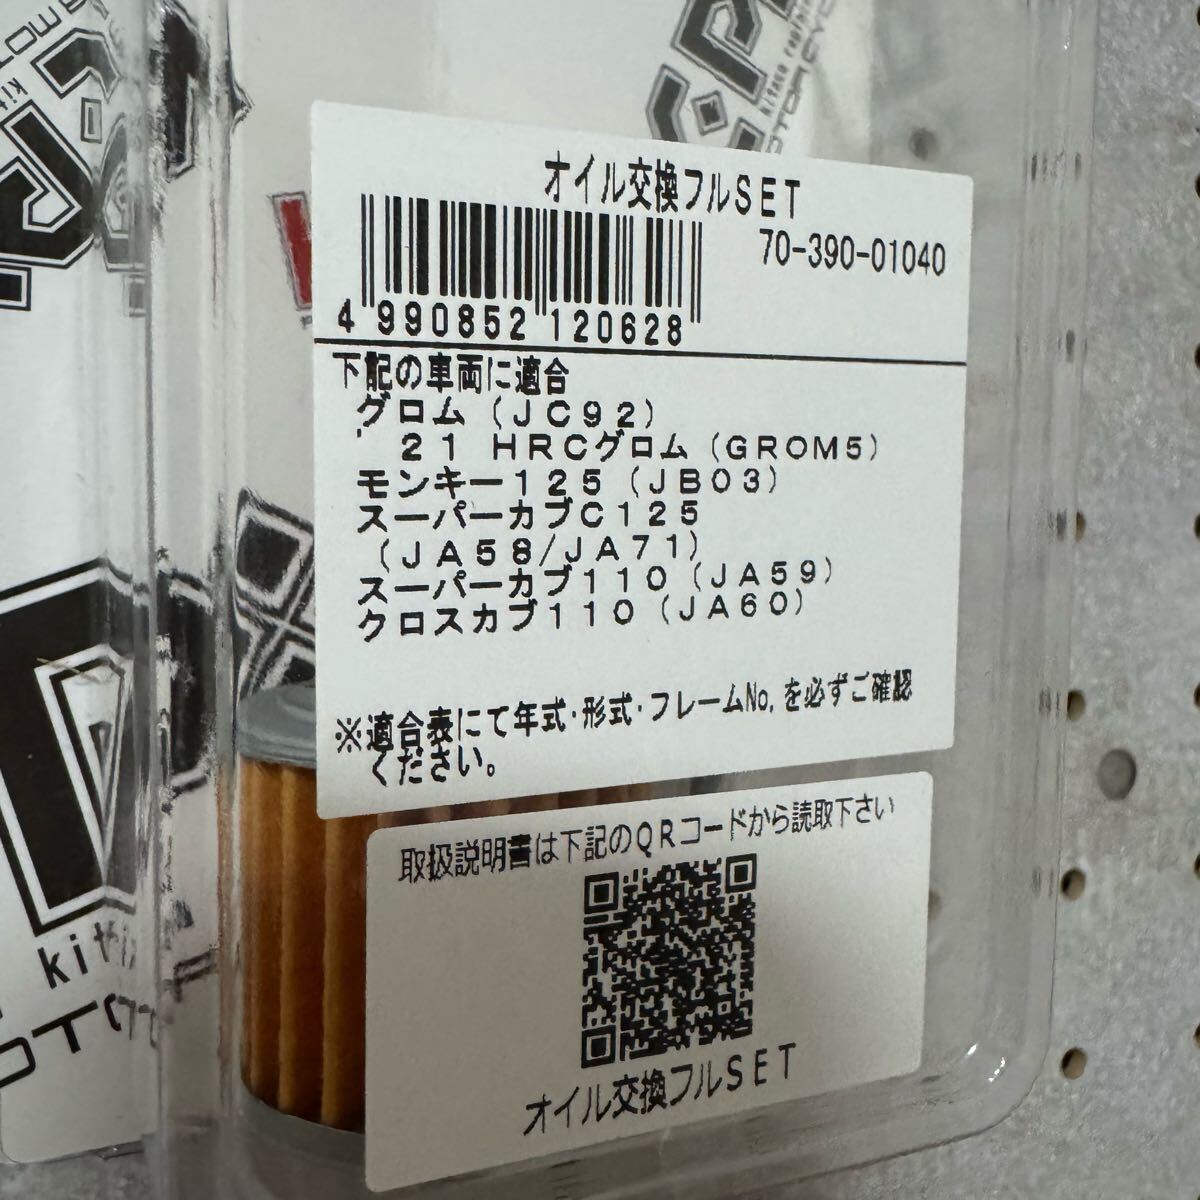 オイル交換フルSET
70-390-01040
4 990852 120628
下記の車両に適合
グロム (JC92)
'21 HRCグロム (GROM5)
モンキー125 (JB03)
スーパーカブC125
(JA58/JA71)
スーパーカブ110 (JA59)
クロスカブ110 (JA60)
※適合表にて年式・形式・フレームNo,を必ずご確認
ください。
取扱説明書は下記のQRコードから読取下さい
オイル交換フルSET